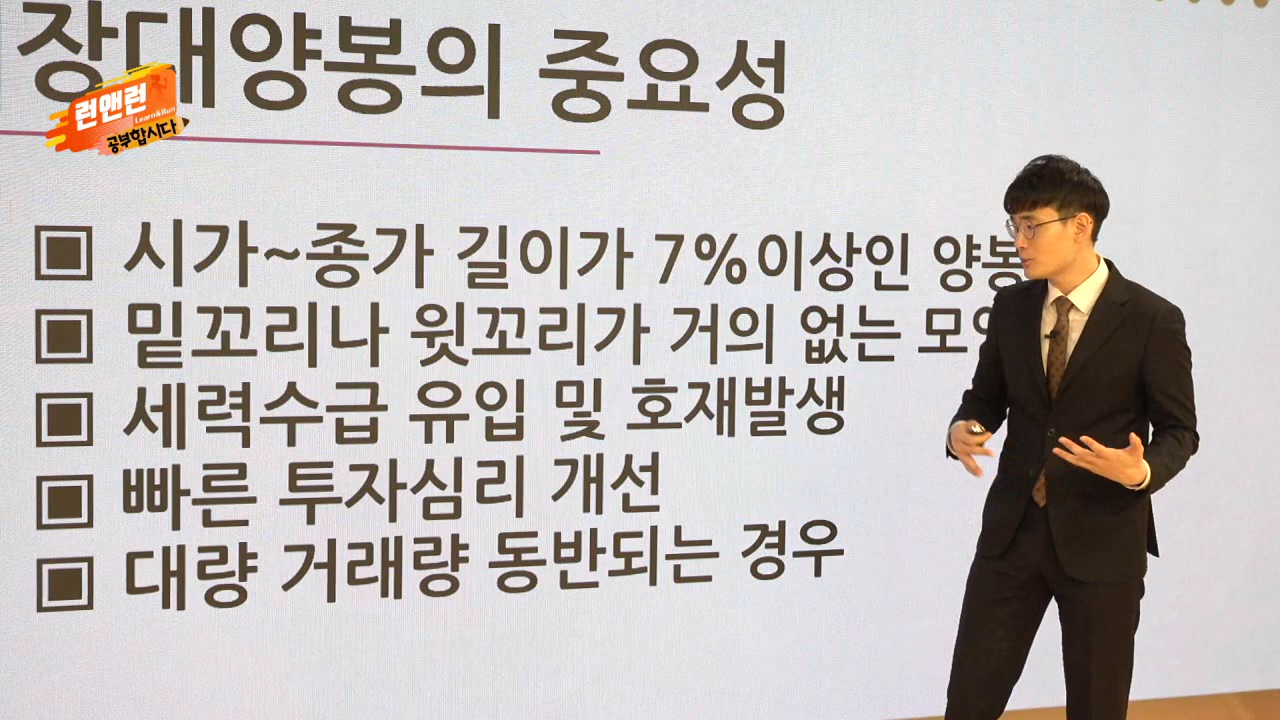 장대양봉의 중요성
런앤런
Learn&Run
공부합시다
▣ 시가~종가 길이가 7%이상인 양봉
▣ 밑꼬리나 윗꼬리가 거의 없는
▣ 세력수급 유입 및 호재발생
▣ 빠른 투자심리 개선
▣ 대량 거래량 동반되는 경우